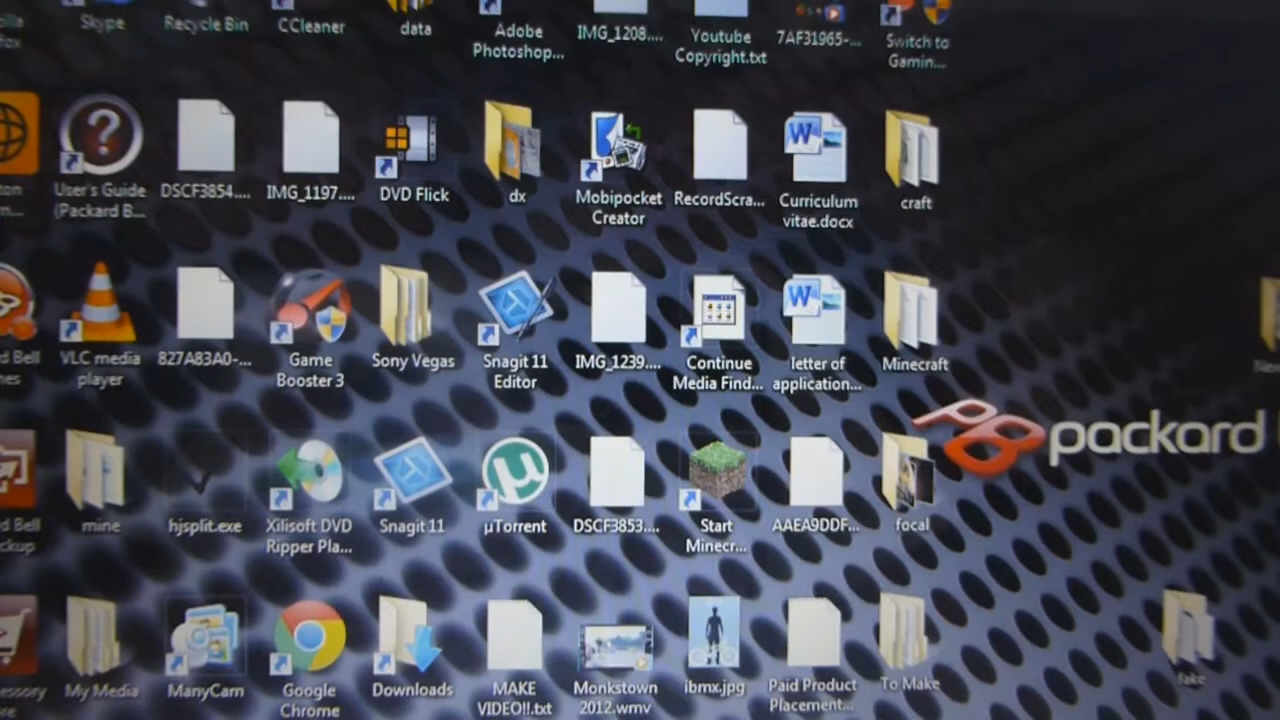 Skype
Recycle Bin
CCleaner
data
Adobe
Photoshop...
IMG_1208....
Youtube
Copyright.txt
7AF31965-...
Switch to
Gamin...
User's Guide
(Packard B...
DSCF3854....
IMG_1197....
DVD Flick
dx
Mobipocket
Creator
RecordScra...
Curriculum
vitae.docx
craft
VLC media
player
827A83A0-...
Game
Booster 3
Sony Vegas
Snagit 11
Editor
IMG_1239....
Continue
Media Find...
letter of
application...
Minecraft
packard
mine
hjsplit.exe
Xilisoft DVD
Ripper Pla...
Snagit 11
µTorrent
DSCF3853....
Start
Minecr...
AAEA9DDF...
focal
My Media
ManyCam
Google
Chrome
Downloads
MAKE
VIDEO!!.txt
Monkstown
2012.wmv
ibmx.jpg
Paid Product
Placement...
To Make
fake